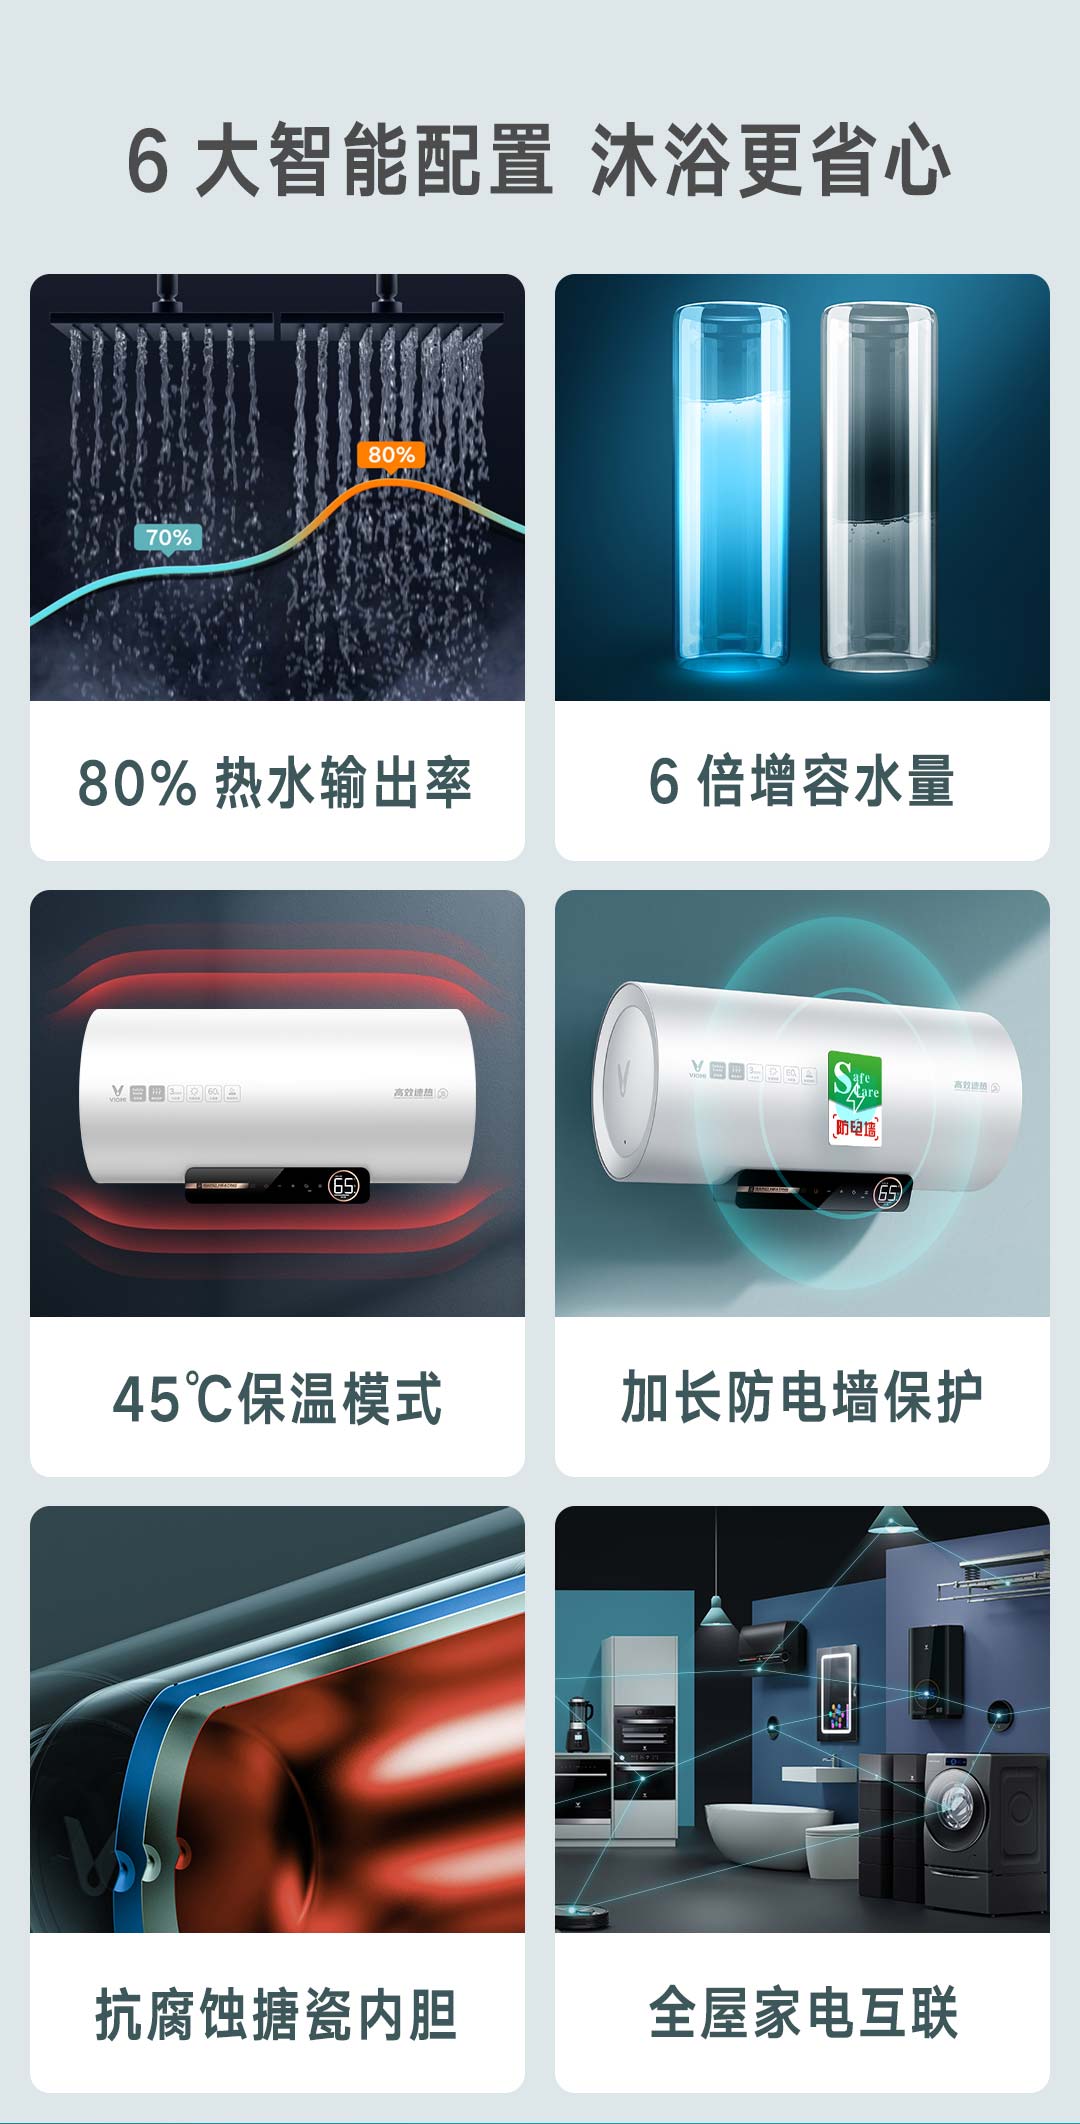 6 大智能配置 沐浴更省心
80%
70%
80% 热水输出率
6 倍增容水量
VIOMI
高效速热
65
45℃保温模式
VIOMI
Safe
Care
防电墙
高效速热
65
加长防电墙保护
抗腐蚀搪瓷内胆
全屋家电互联